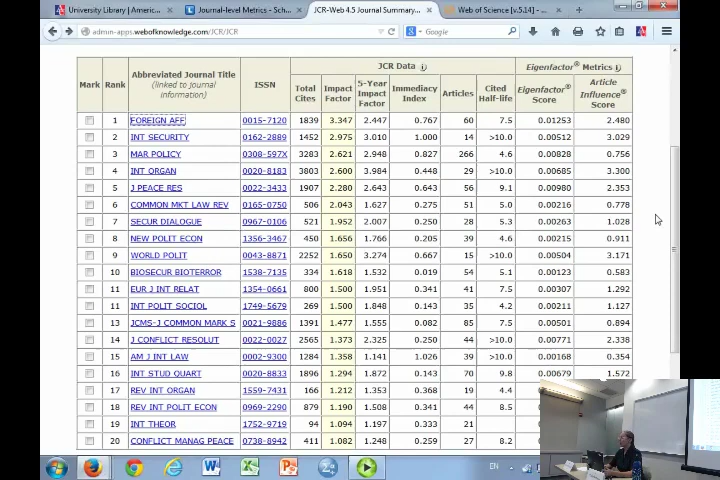 University Library | Americ...
Journal-level Metrics - Sch...
JCR-Web 4.5 Journal Summary...
Web of Science [v.5.14] - ...
admin-apps.webofknowledge.com/JCR/JCR
Google
JCR Data Eigenfactor® Metrics
Mark Rank Abbreviated Journal Title (linked to journal information) ISSN Total Cites Impact Factor 5-Year Impact Factor Immediacy Index Articles Cited Half-life Eigenfactor® Score Article Influence® Score
1 FOREIGN AFF 0015-7120 1839 3.347 2.447 0.767 60 7.5 0.01253 2.480
2 INT SECURITY 0162-2889 1452 2.975 3.010 1.000 14 >10.0 0.00512 3.029
3 MAR POLICY 0308-597X 3283 2.621 2.948 0.827 266 4.6 0.00828 0.756
4 INT ORGAN 0020-8183 3803 2.600 3.984 0.448 29 >10.0 0.00685 3.300
5 J PEACE RES 0022-3433 1907 2.280 2.643 0.643 56 9.1 0.00980 2.353
6 COMMON MKT LAW REV 0165-0750 506 2.043 1.627 0.275 51 5.0 0.00216 0.778
7 SECUR DIALOGUE 0967-0106 521 1.952 2.007 0.250 28 5.3 0.00263 1.028
8 NEW POLIT ECON 1356-3467 450 1.656 1.766 0.205 39 4.6 0.00215 0.911
9 WORLD POLIT 0043-8871 2252 1.650 3.274 0.667 15 >10.0 0.00504 3.171
10 BIOSECUR BIOTERROR 1538-7135 334 1.618 1.532 0.019 54 5.1 0.00123 0.583
11 EUR J INT RELAT 1354-0661 800 1.500 1.951 0.341 41 7.5 0.00307 1.292
11 INT POLIT SOCIOL 1749-5679 269 1.500 1.848 0.143 35 4.2 0.00211 1.127
13 JCMS-J COMMON MARK S 0021-9886 1391 1.477 1.555 0.082 85 7.5 0.00501 0.894
14 J CONFLICT RESOLUT 0022-0027 2565 1.373 2.325 0.225 44 >10.0 0.00771 2.338
15 AM J INT LAW 0002-9300 1284 1.358 1.141 1.026 39 >10.0 0.00168 0.354
16 INT STUD QUART 0020-8833 1896 1.294 1.872 0.143 70 9.8 0.00679 1.572
17 REV INT ORGAN 1559-7431 166 1.212 1.353 0.368 19 4.4
18 REV INT POLIT ECON 0969-2290 879 1.190 1.508 0.341 44 8.5
19 INT THEOR 1752-9719 94 1.094 1.197 0.333 21
20 CONFLICT MANAG PEACE 0738-8942 411 1.082 1.248 0.259 27 8.2
EN